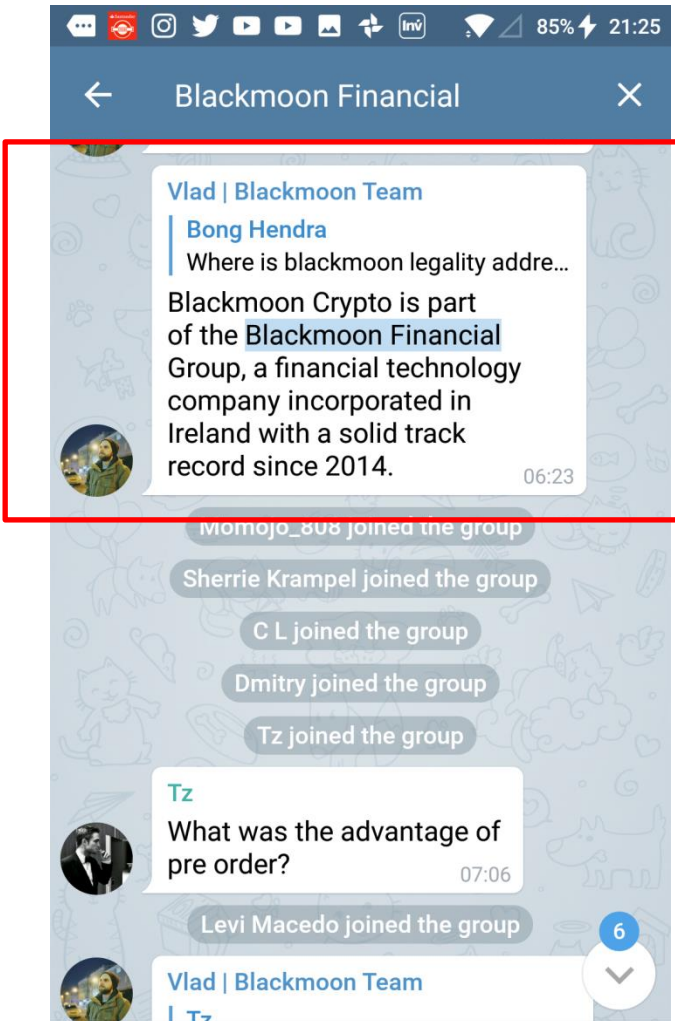 85% 21:25
Blackmoon Financial
Vlad | Blackmoon Team
Bong Hendra
Where is blackmoon legality addre...
Blackmoon Crypto is part
of the Blackmoon Financial
Group, a financial technology
company incorporated in
Ireland with a solid track
record since 2014.
06:23
Momojo_808 joined the group
Sherrie Krampel joined the group
C L joined the group
Dmitry joined the group
Tz joined the group
Tz
What was the advantage of
pre order?
07:06
Levi Macedo joined the group
6
Vlad | Blackmoon Team
Tz